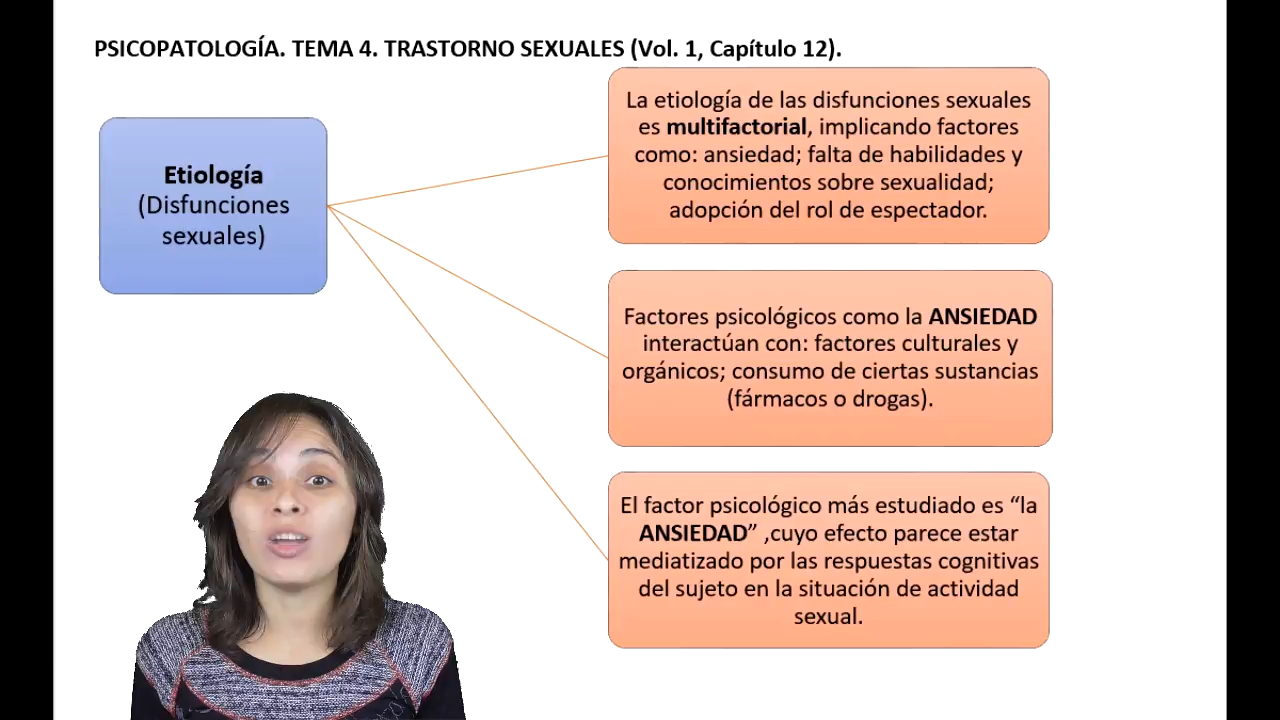 PSICOPATOLOGÍA. TEMA 4. TRASTORNO SEXUALES (Vol. 1, Capítulo 12).
Etiología
(Disfunciones
sexuales)
La etiología de las disfunciones sexuales
es multifactorial, implicando factores
como: ansiedad; falta de habilidades y
conocimientos sobre sexualidad;
adopción del rol de espectador.
Factores psicológicos como la ANSIEDAD
interactúan con: factores culturales y
orgánicos; consumo de ciertas sustancias
(fármacos o drogas).
El factor psicológico más estudiado es “la
ANSIEDAD” ,cuyo efecto parece estar
mediatizado por las respuestas cognitivas
del sujeto en la situación de actividad
sexual.